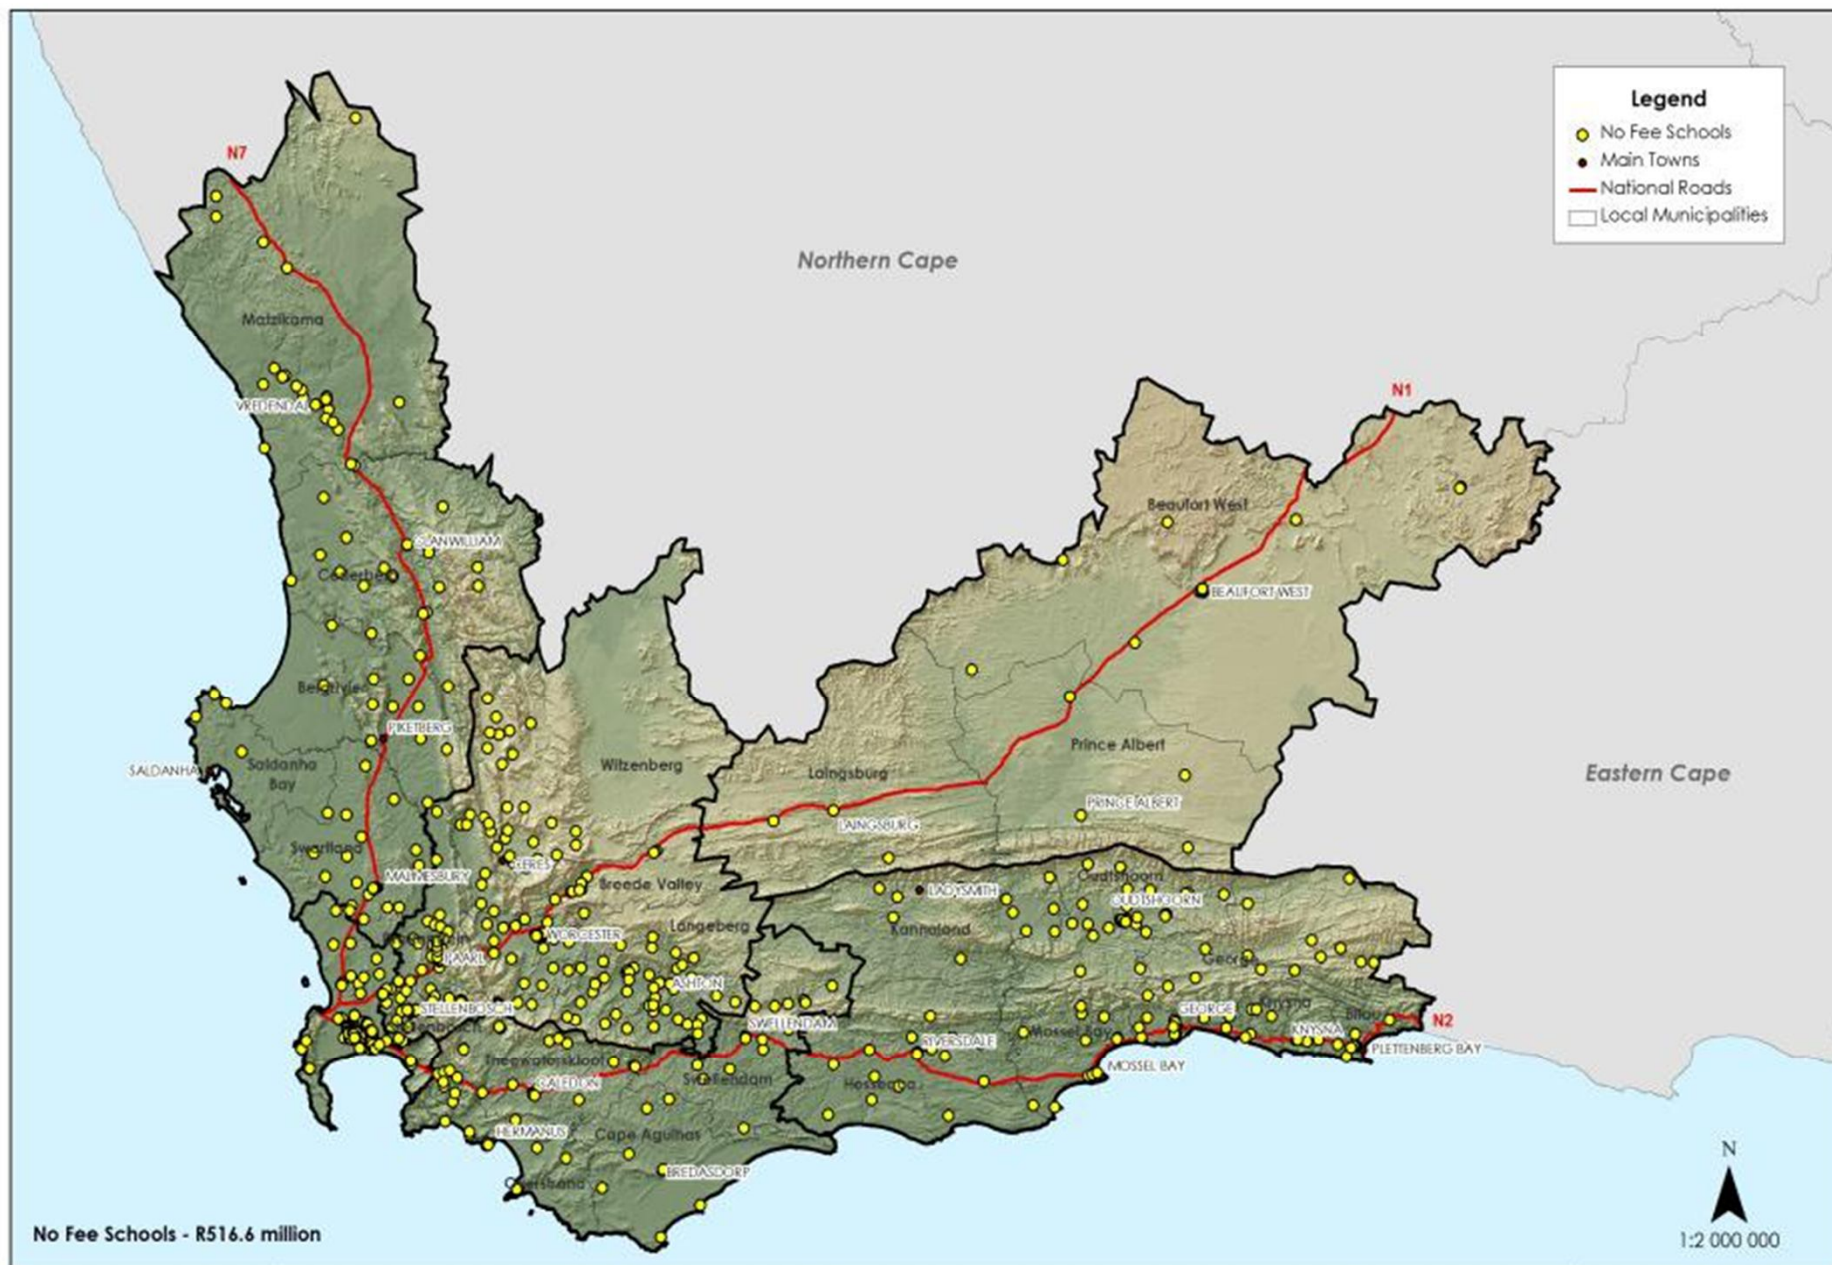 Legend
No Fee Schools
Main Towns
National Roads
Local Municipalities
N7
Northern Cape
Matzikama
VREDENDAL
N1
Beaufort West
CLANWILLIAM
Cederberg
BEAUFORT WEST
Bergrivier
PIKETBERG
Prince Albert
Witzenberg
Laingsburg
Eastern Cape
SALDANHA
Saldanha
Bay
PRINCE ALBERT
LAINGSBURG
Swartland
CERES
MALMESBURY
Breede Valley
Oudtshoorn
LADYSMITH
OUDTSHOORN
Langeberg
Kannaland
WORCESTER
PAARL
George
ASHTON
Knysna
STELLENBOSCH
GEORGE
Bitou
N2
SWELLENDAM
Mossel Bay
KNYSNA
RIVERSDALE
PLETTENBERG BAY
Theewaterskloof
MOSSEL BAY
Swellendam
CALEDON
Hessequa
HERMANUS
Cape Agulhas
BREDASDORP
Overstrand
N
No Fee Schools - R516.6 million
1:2 000 000